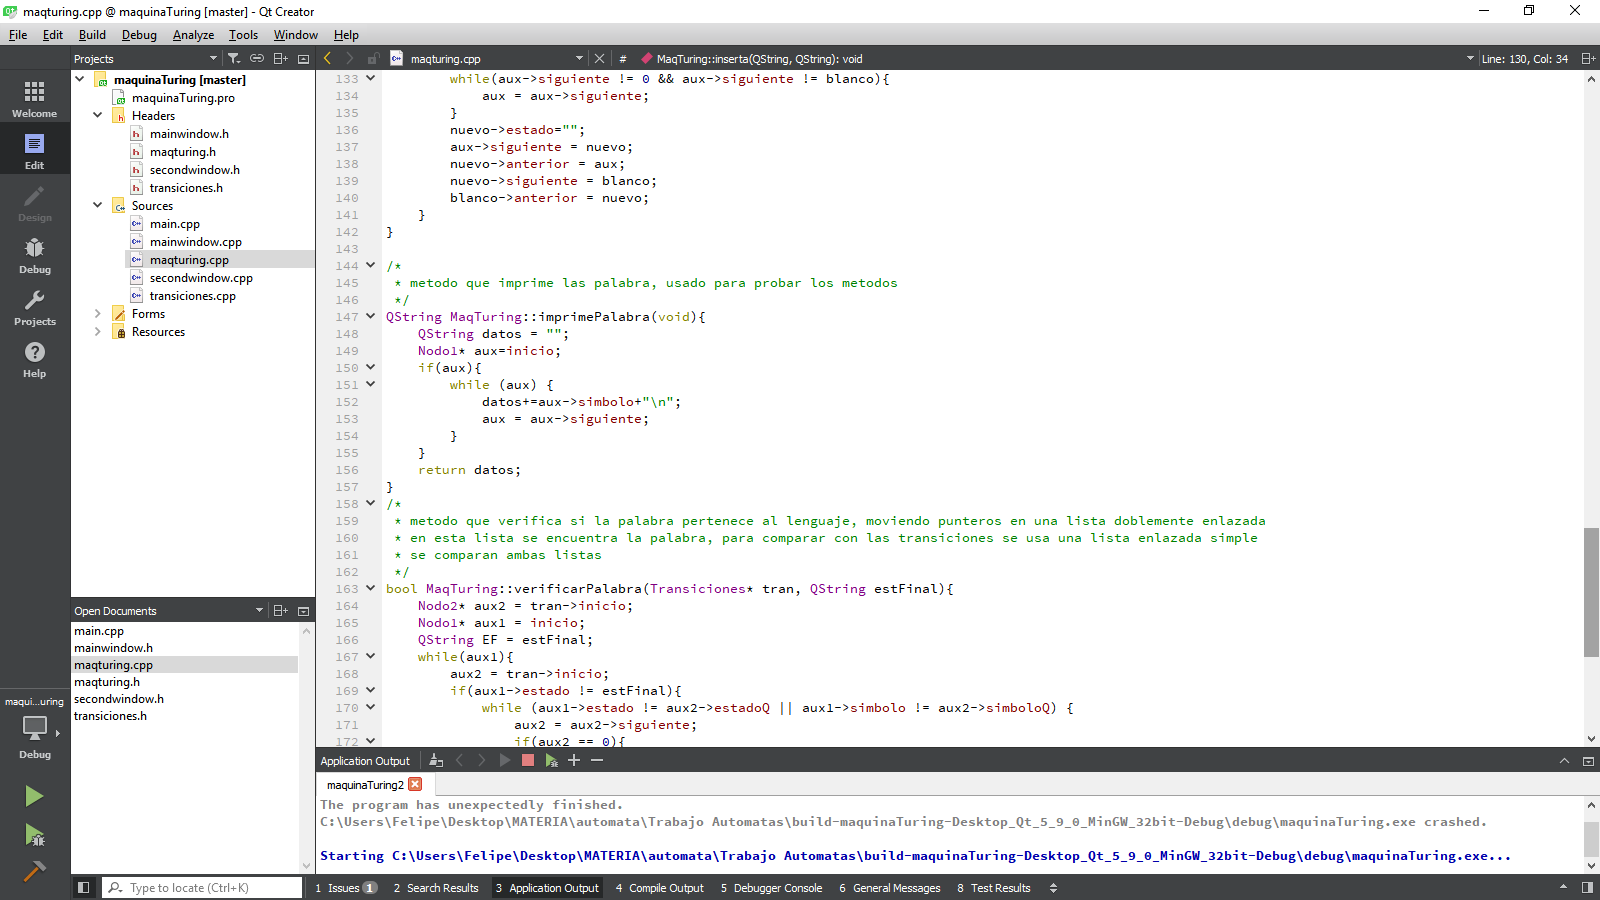 maqturing.cpp @ maquinaTuring [master] - Qt Creator
File Edit Build Debug Analyze Tools Window Help
Projects
maqturing.cpp
# MaqTuring::inserta(QString, QString): void
Line: 130, Col: 34
Welcome
Edit
Design
Debug
Projects
Help
maquinaTuring [master]
maquinaTuring.pro
Headers
mainwindow.h
maqturing.h
secondwindow.h
transiciones.h
Sources
main.cpp
mainwindow.cpp
maqturing.cpp
secondwindow.cpp
transiciones.cpp
Forms
Resources
133 while(aux->siguiente != 0 && aux->siguiente != blanco){
134 aux = aux->siguiente;
135 }
136 nuevo->estado="";
137 aux->siguiente = nuevo;
138 nuevo->anterior = aux;
139 nuevo->siguiente = blanco;
140 blanco->anterior = nuevo;
141 }
142 }
143
144 /*
145 * metodo que imprime las palabra, usado para probar los metodos
146 */
147 QString MaqTuring::imprimePalabra(void){
148 QString datos = "";
149 Nodo1* aux=inicio;
150 if(aux){
151 while (aux) {
152 datos+=aux->simbolo+"\n";
153 aux = aux->siguiente;
154 }
155 }
156 return datos;
157 }
158 /*
159 * metodo que verifica si la palabra pertenece al lenguaje, moviendo punteros en una lista doblemente enlazada
160 * en esta lista se encuentra la palabra, para comparar con las transiciones se usa una lista enlazada simple
161 * se comparan ambas listas
162 */
163 bool MaqTuring::verificarPalabra(Transiciones* tran, QString estFinal){
164 Nodo2* aux2 = tran->inicio;
165 Nodo1* aux1 = inicio;
166 QString EF = estFinal;
167 while(aux1){
168 aux2 = tran->inicio;
169 if(aux1->estado != estFinal){
170 while (aux1->estado != aux2->estadoQ || aux1->simbolo != aux2->simboloQ) {
171 aux2 = aux2->siguiente;
172 if(aux2 == 0){
Open Documents
main.cpp
mainwindow.h
maqturing.cpp
maqturing.h
secondwindow.h
transiciones.h
maqui...uring
Debug
Application Output
maquinaTuring2
The program has unexpectedly finished.
C:\Users\Felipe\Desktop\MATERIA\automata\Trabajo Automatas\build-maquinaTuring-Desktop_Qt_5_9_0_MinGW_32bit-Debug\debug\maquinaTuring.exe crashed.
Starting C:\Users\Felipe\Desktop\MATERIA\automata\Trabajo Automatas\build-maquinaTuring-Desktop_Qt_5_9_0_MinGW_32bit-Debug\debug\maquinaTuring.exe...
Type to locate (Ctrl+K)
1 Issues 1 2 Search Results 3 Application Output 4 Compile Output 5 Debugger Console 6 General Messages 8 Test Results